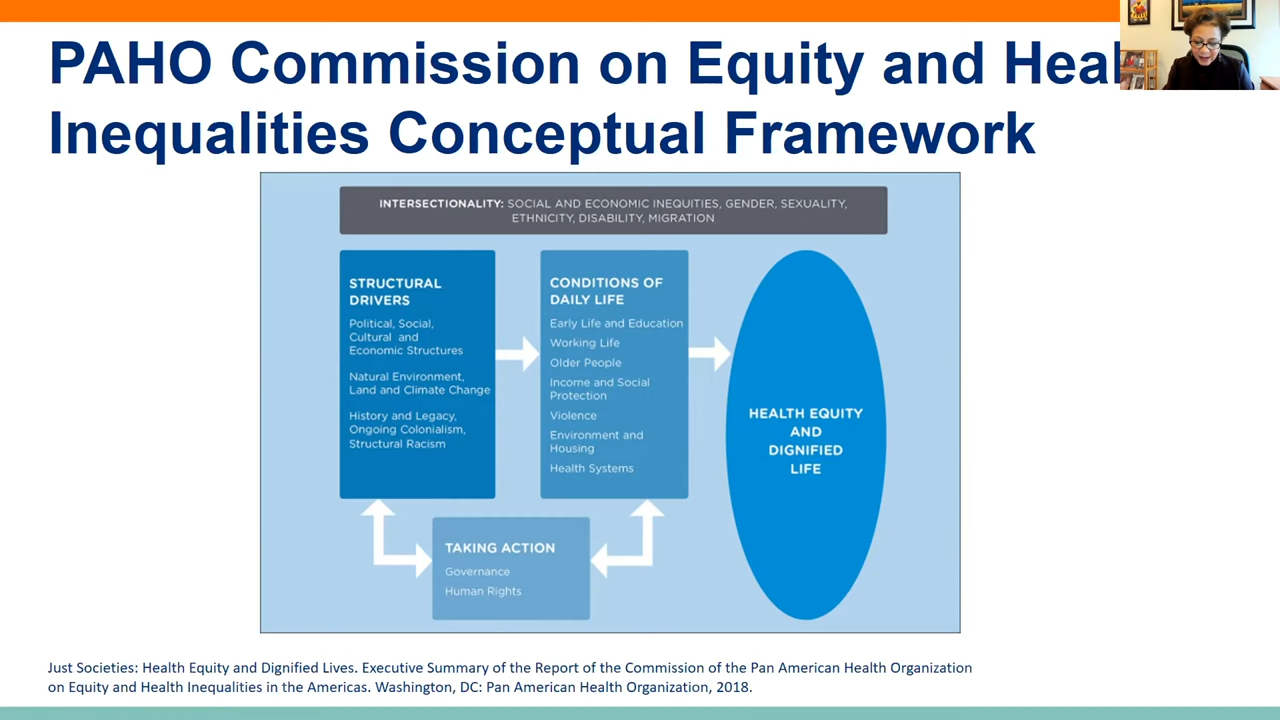 PAHO Commission on Equity and Heal
Inequalities Conceptual Framework
INTERSECTIONALITY: SOCIAL AND ECONOMIC INEQUITIES, GENDER, SEXUALITY,
ETHNICITY, DISABILITY, MIGRATION
STRUCTURAL
DRIVERS
Political, Social,
Cultural and
Economic Structures
Natural Environment,
Land and Climate Change
History and Legacy,
Ongoing Colonialism,
Structural Racism
CONDITIONS OF
DAILY LIFE
Early Life and Education
Working Life
Older People
Income and Social
Protection
Violence
Environment and
Housing
Health Systems
HEALTH EQUITY
AND
DIGNIFIED
LIFE
TAKING ACTION
Governance
Human Rights
Just Societies: Health Equity and Dignified Lives. Executive Summary of the Report of the Commission of the Pan American Health Organization
on Equity and Health Inequalities in the Americas. Washington, DC: Pan American Health Organization, 2018.